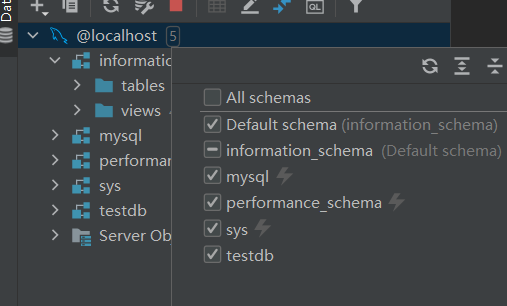 Dat
QL
@localhost 5
informatio
tables
views
mysql
performa
sys
testdb
Server Obj
All schemas
Default schema (information_schema)
information_schema (Default schema)
mysql
performance_schema
sys
testdb